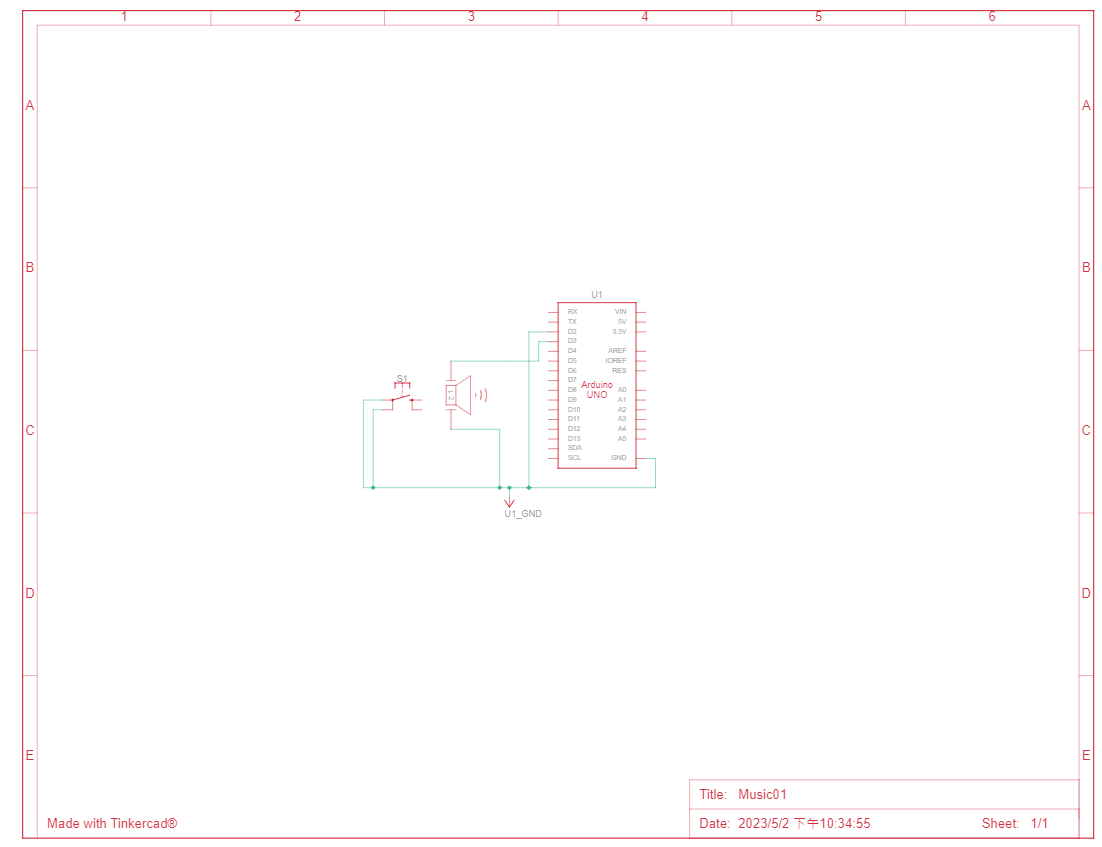 1 2 3 4 5 6
A A
B B
U1
RX VIN
TX 5V
D2 3.3V
D3
D4 AREF
D5 IOREF
D6 RES
D7
Arduino
UNO
D8 A0
D9 A1
D10 A2
D11 A3
D12 A4
D13 A5
SDA
SCL GND
S1
1 2
C C
U1_GND
D D
E E
Title: Music01
Made with Tinkercad®
Date: 2023/5/2 下午10:34:55 Sheet: 1/1